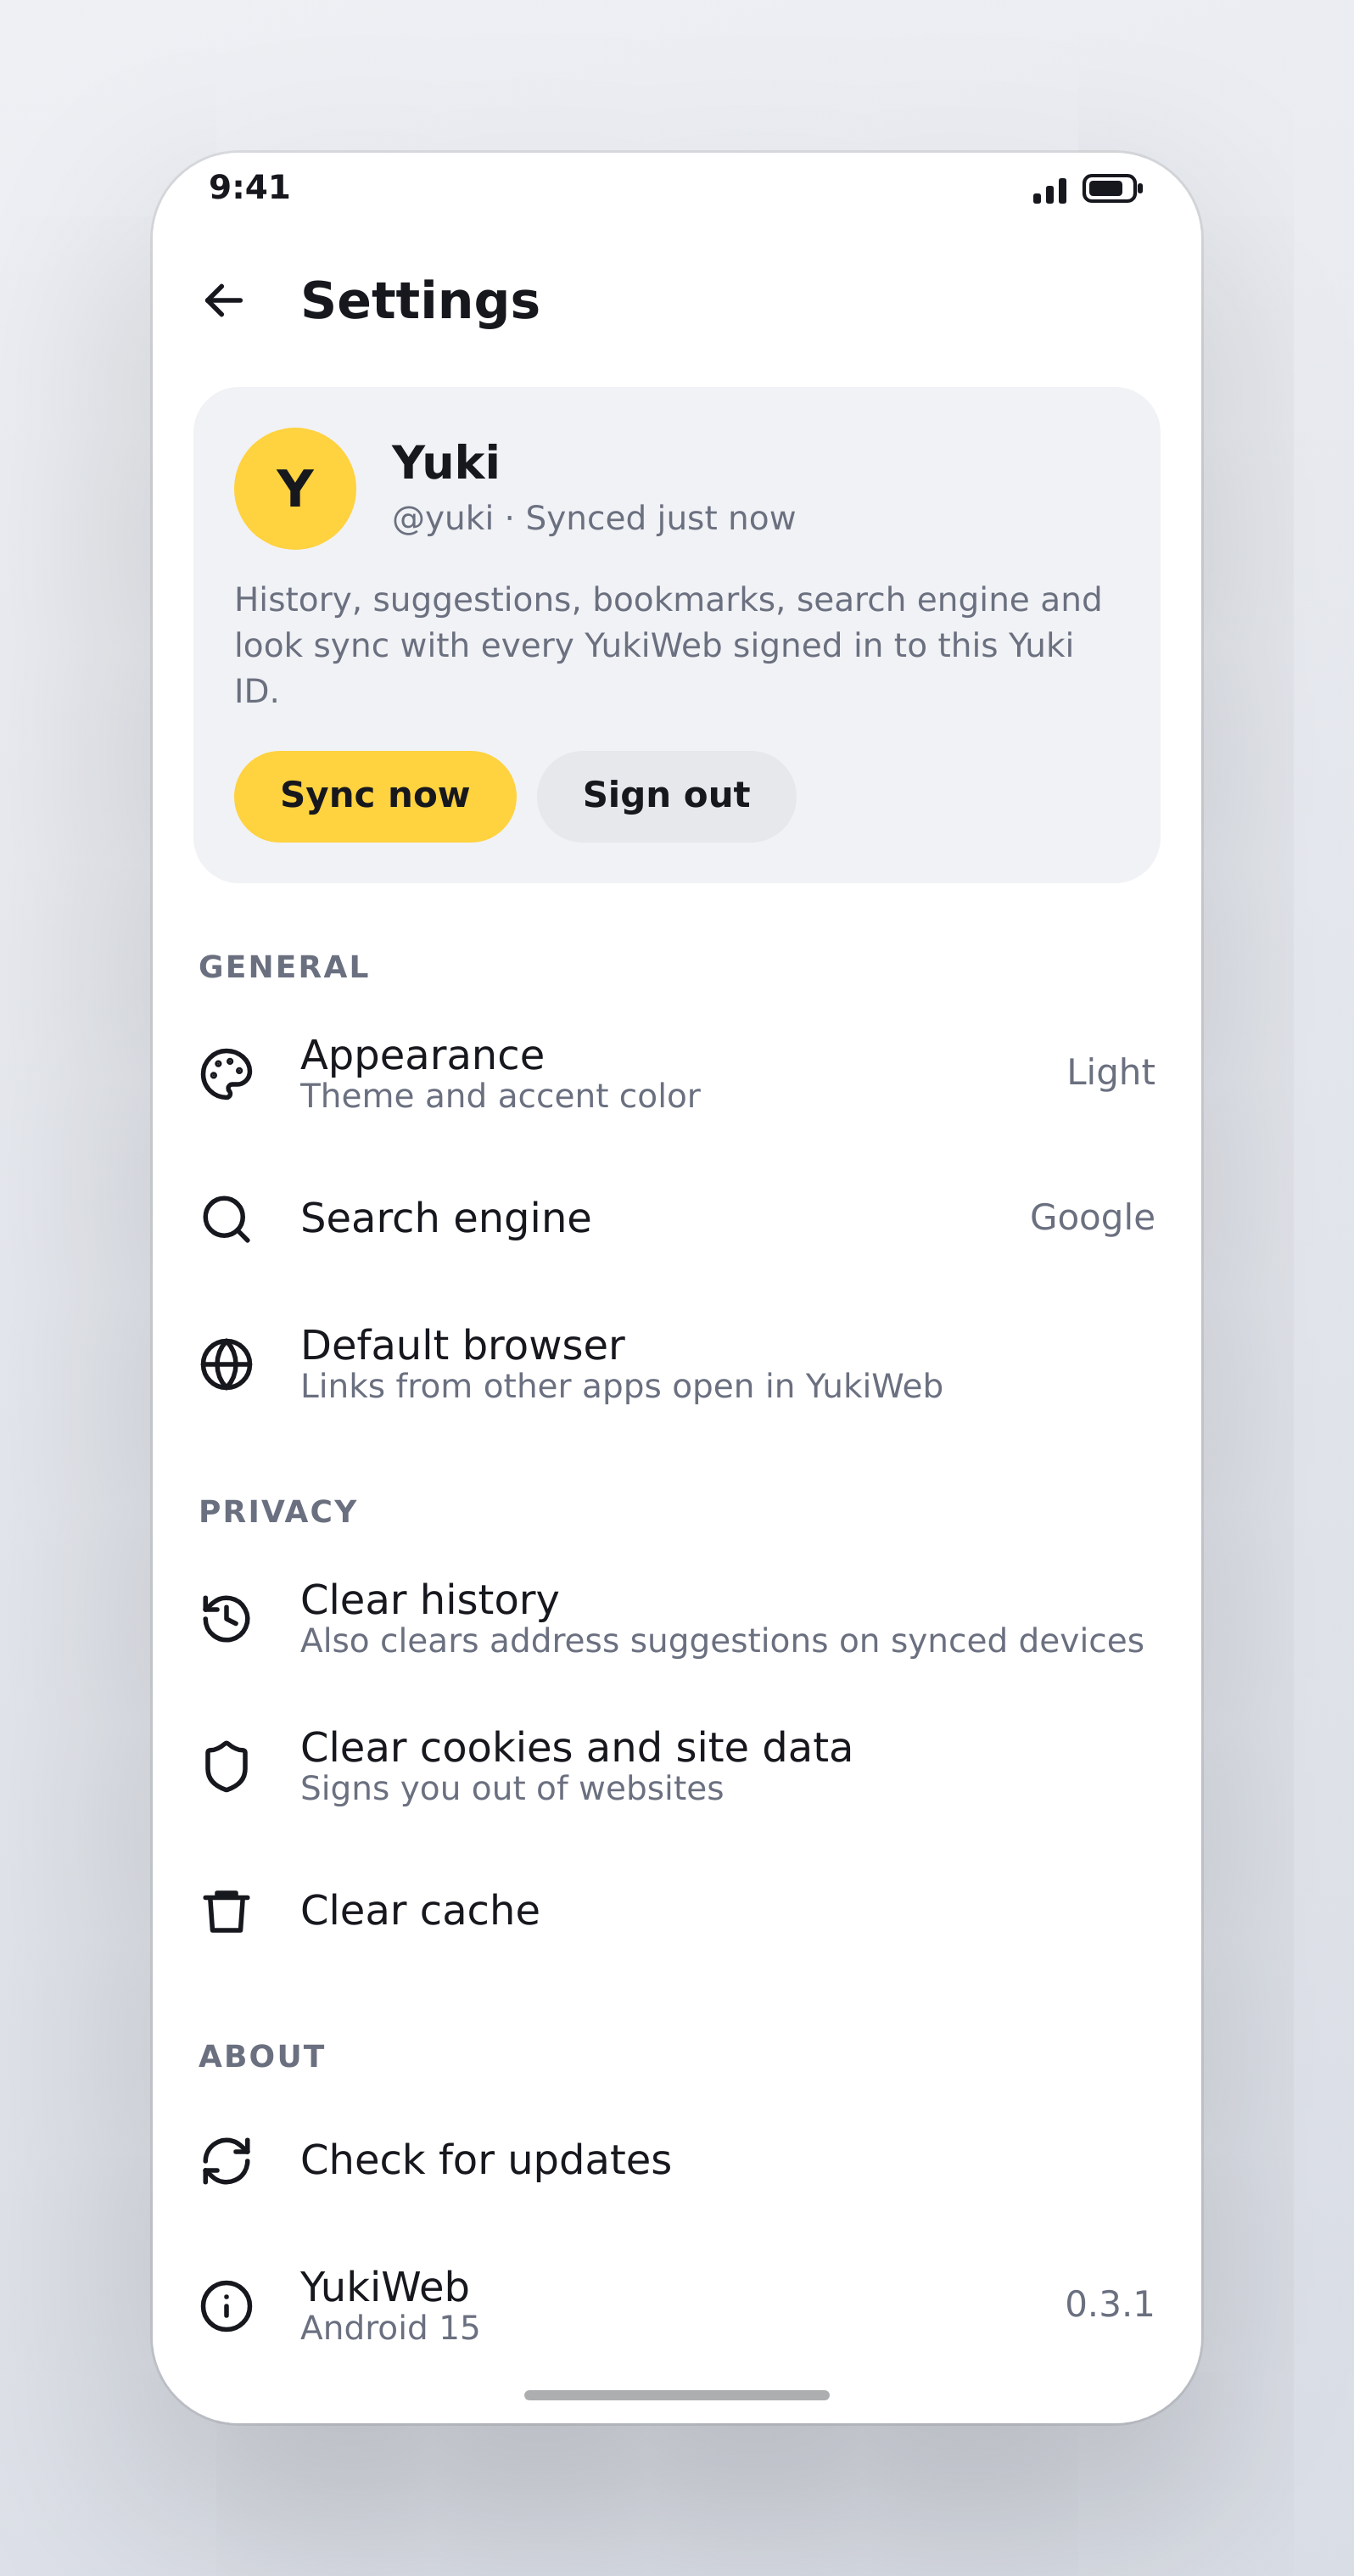 9:41
Settings
Y
Yuki
@yuki · Synced just now
History, suggestions, bookmarks, search engine and
look sync with every YukiWeb signed in to this Yuki
ID.
Sync now
Sign out
GENERAL
Appearance
Theme and accent color
Light
Search engine
Google
Default browser
Links from other apps open in YukiWeb
PRIVACY
Clear history
Also clears address suggestions on synced devices
Clear cookies and site data
Signs you out of websites
Clear cache
ABOUT
Check for updates
YukiWeb
Android 15
0.3.1